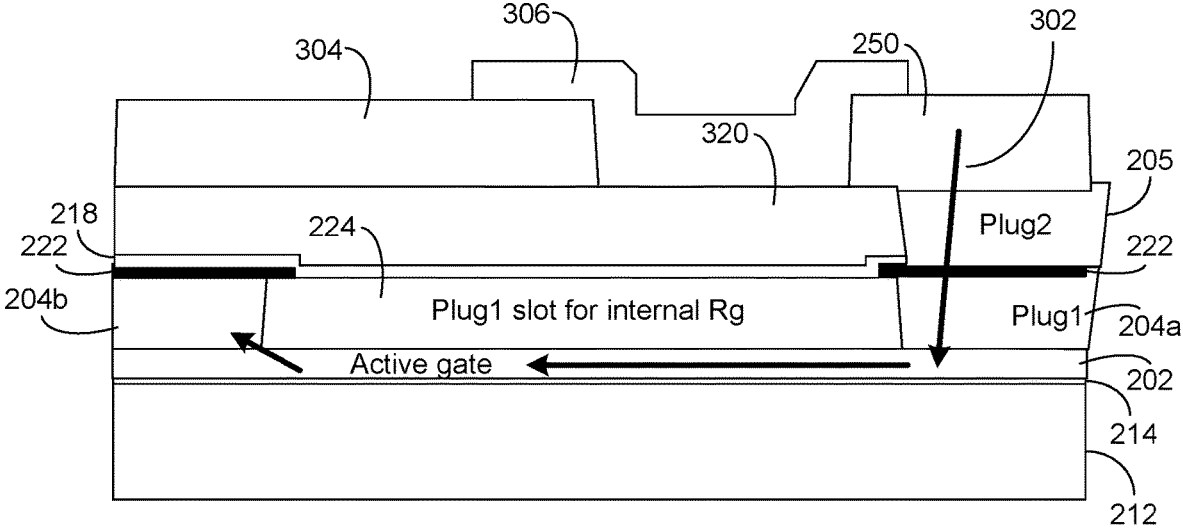 306
302
304
250
320
205
218
224
Plug2
222
222
204b
Plug1 slot for internal Rg
Plug1
204a
Active gate
202
214
212